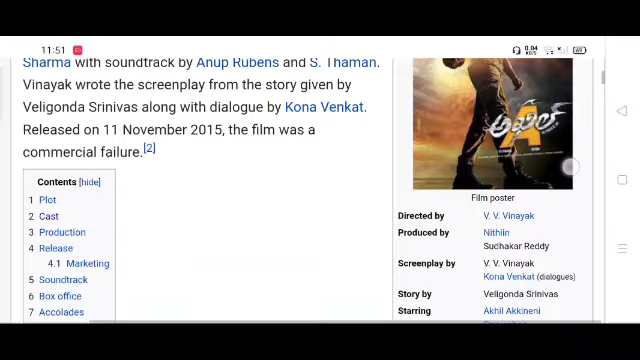 11:51
0.04
KB/S
Sharma with soundtrack by Anup Rubens and S. Thaman.
Vinayak wrote the screenplay from the story given by
Veligonda Srinivas along with dialogue by Kona Venkat.
Released on 11 November 2015, the film was a
commercial failure.[2]
Contents [hide]
1 Plot
2 Cast
3 Production
4 Release
4.1 Marketing
5 Soundtrack
6 Box office
7 Accolades
అఖిల్
A
Film poster
Directed by V. V. Vinayak
Produced by Nithiin
Sudhakar Reddy
Screenplay by V. V. Vinayak
Kona Venkat (dialogues)
Story by Veligonda Srinivas
Starring Akhil Akkineni